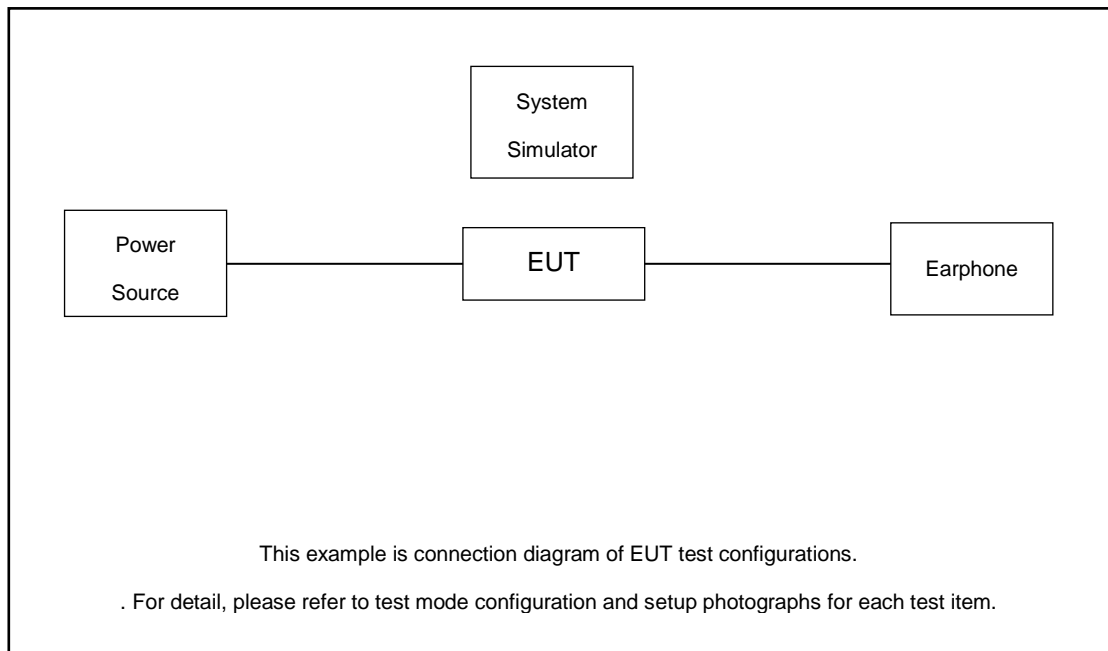 System
Simulator
Power
Source
EUT
Earphone
This example is connection diagram of EUT test configurations.
. For detail, please refer to test mode configuration and setup photographs for each test item.